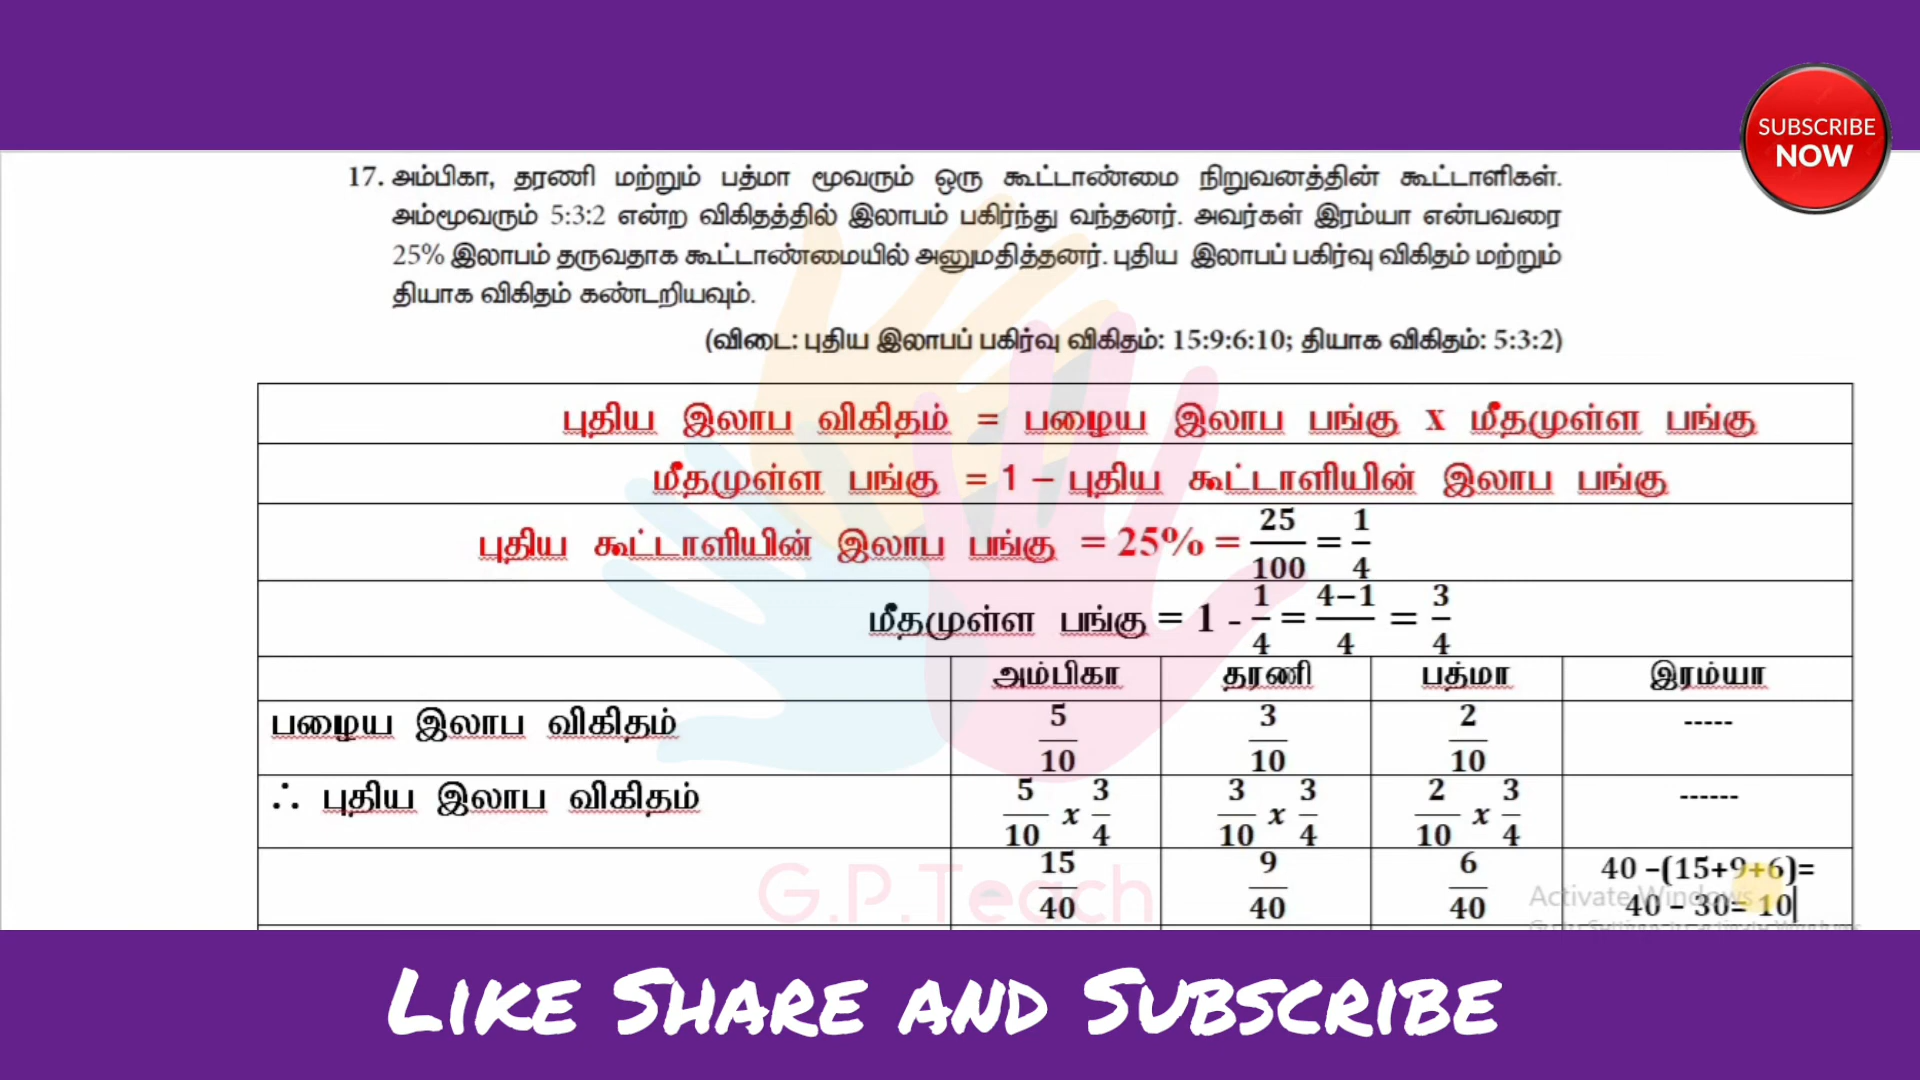 SUBSCRIBE
NOW
17. அம்பிகா, தரணி மற்றும் பத்மா மூவரும் ஒரு கூட்டாண்மை நிறுவனத்தின் கூட்டாளிகள்.
அம்மூவரும் 5:3:2 என்ற விகிதத்தில் இலாபம் பகிர்ந்து வந்தனர். அவர்கள் இரம்யா என்பவரை
25% இலாபம் தருவதாக கூட்டாண்மையில் அனுமதித்தனர். புதிய இலாபப் பகிர்வு விகிதம் மற்றும்
தியாக விகிதம் கண்டறியவும்.
(விடை: புதிய இலாபப் பகிர்வு விகிதம்: 15:9:6:10; தியாக விகிதம்: 5:3:2)
புதிய இலாப விகிதம் = பழைய இலாப பங்கு x மீதமுள்ள பங்கு
மீதமுள்ள பங்கு = 1 – புதிய கூட்டாளியின் இலாப பங்கு
புதிய கூட்டாளியின் இலாப பங்கு = 25% = 25/100 = 1/4
மீதமுள்ள பங்கு = 1 - 1/4 = 4−1/4 = 3/4
அம்பிகா தரணி பத்மா இரம்யா
பழைய இலாப விகிதம் 5/10 3/10 2/10 -----
∴ புதிய இலாப விகிதம் 5/10 x 3/4 3/10 x 3/4 2/10 x 3/4 ------
15/40 9/40 6/40 40 –(15+9+6)=
40 – 30= 10
G.P.Teach
Activate Windows
LIKE SHARE AND SUBSCRIBE